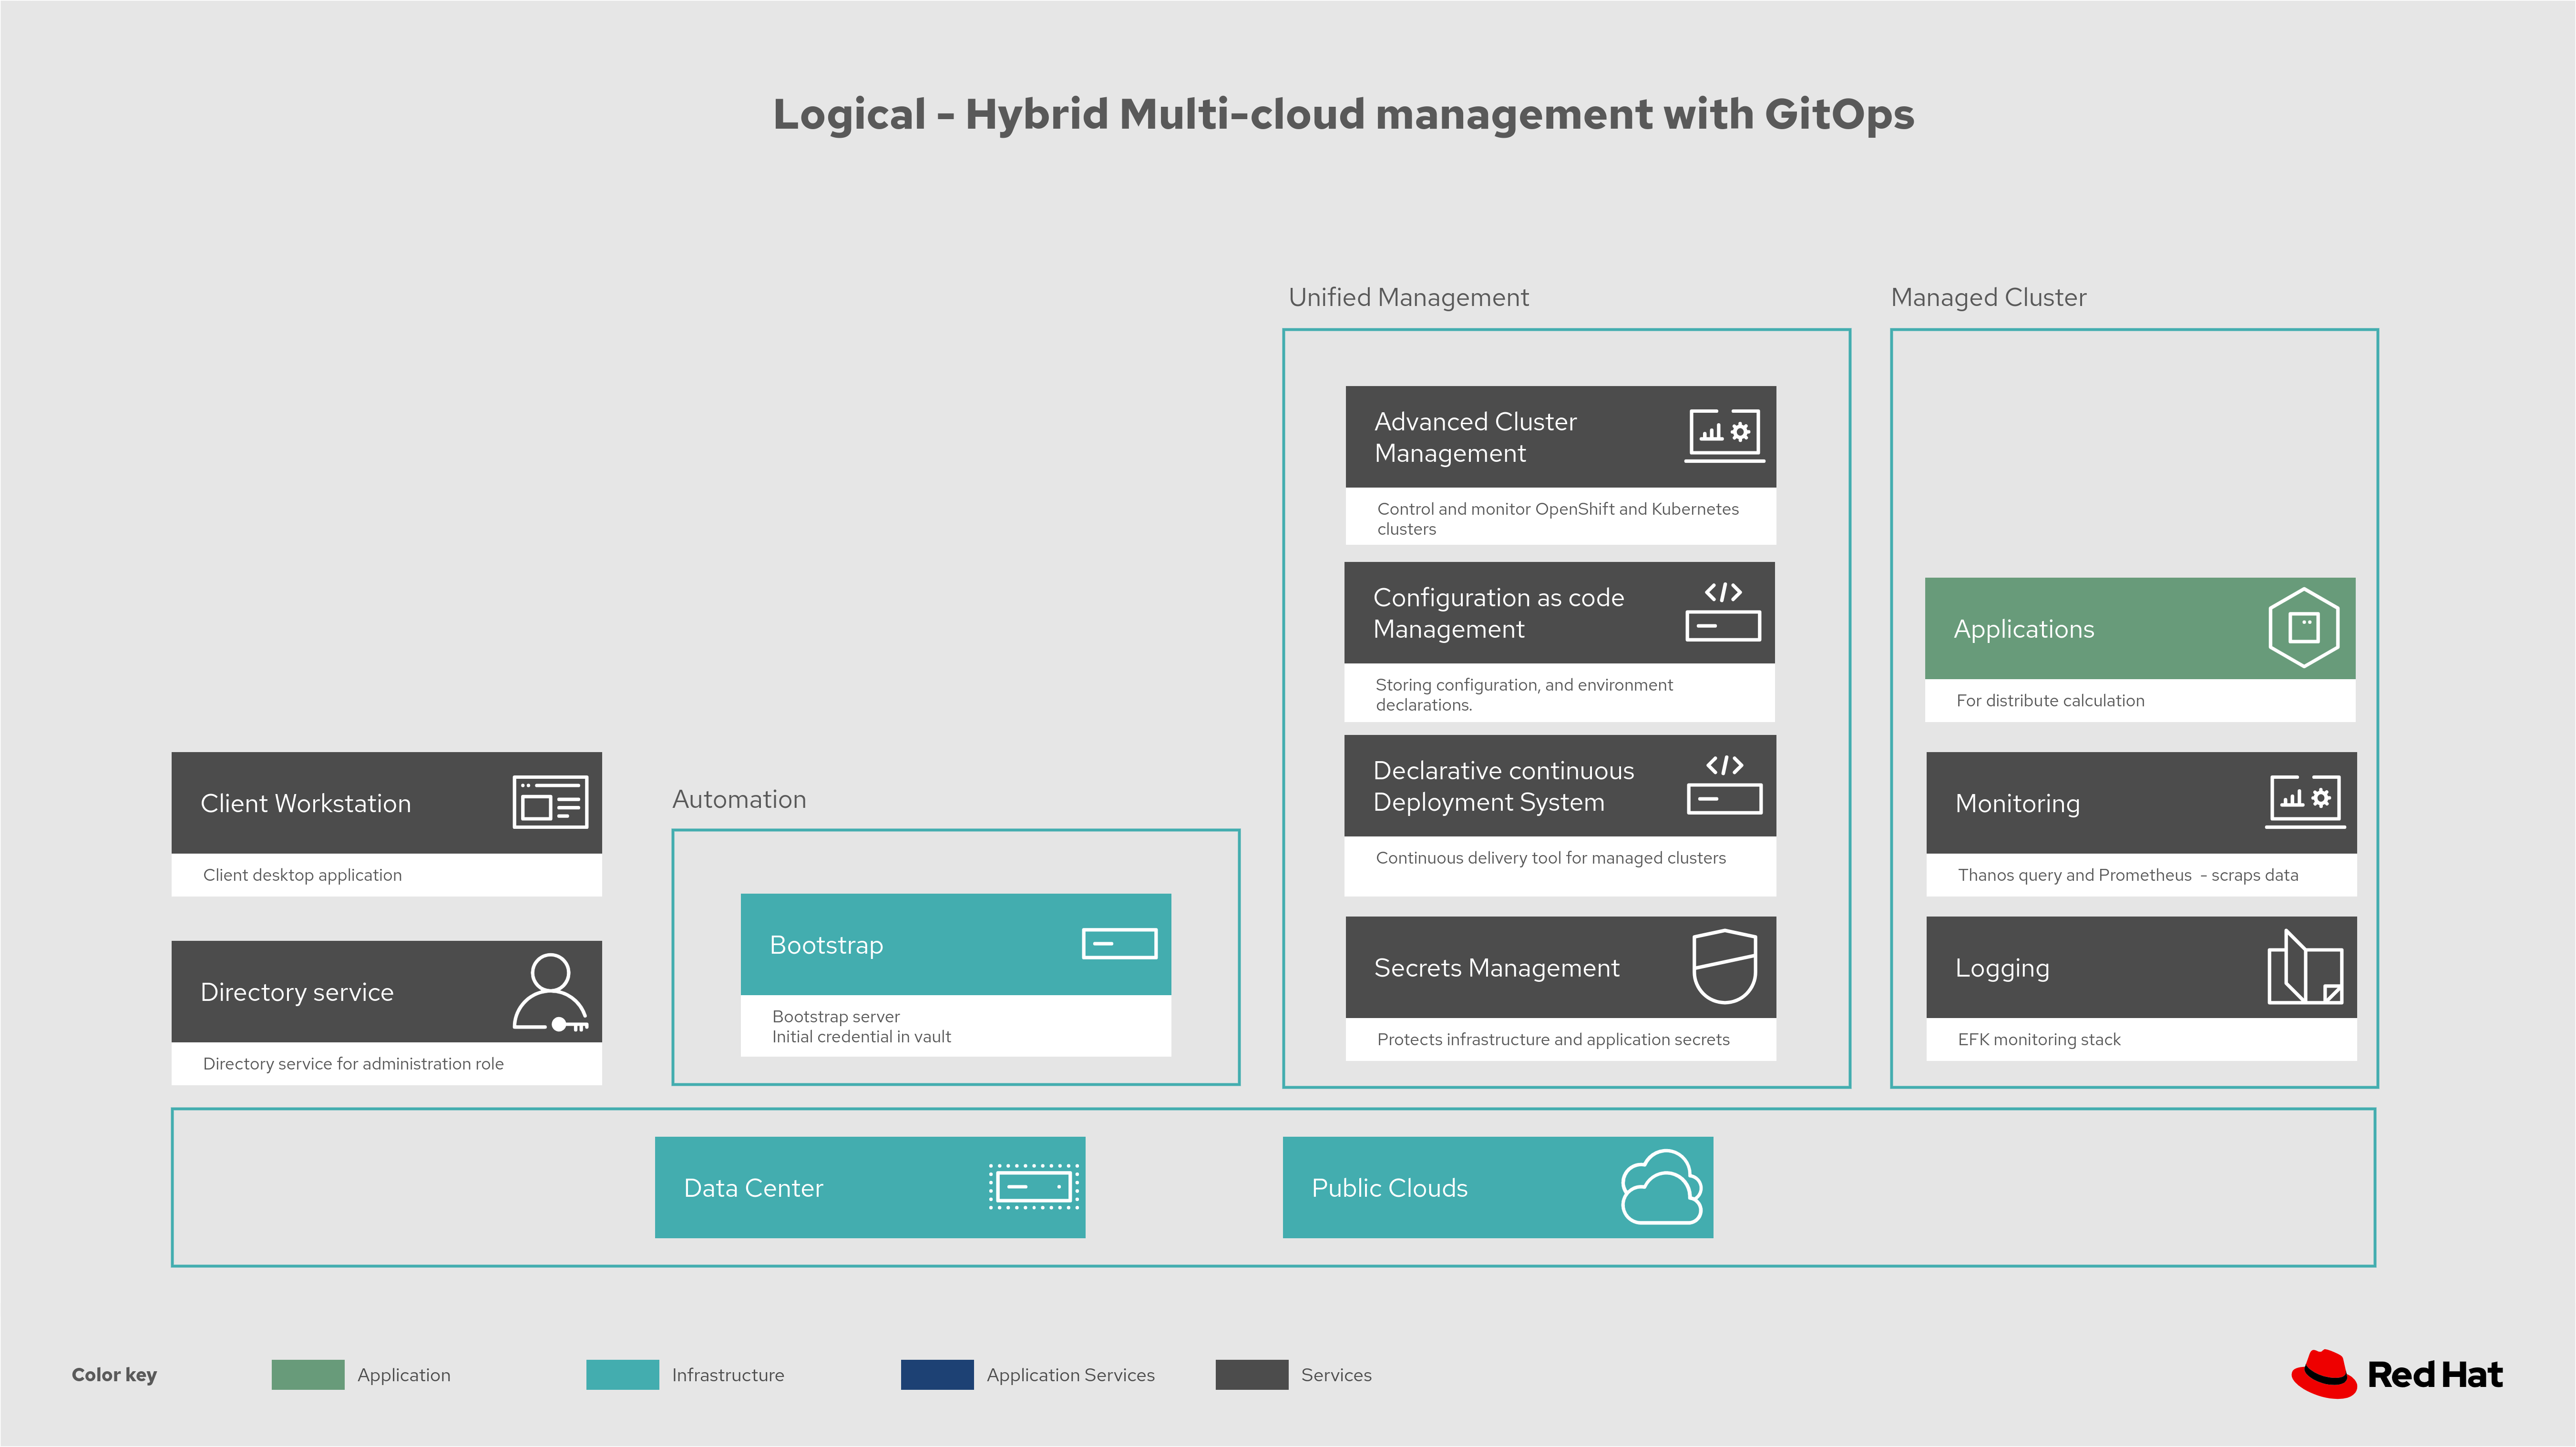 Logical - Hybrid Multi-cloud management with GitOps
Unified Management
Managed Cluster
Advanced Cluster
Management
Control and monitor OpenShift and Kubernetes
clusters
Configuration as code
Management
Storing configuration, and environment
declarations.
Applications
For distribute calculation
Client Workstation
Client desktop application
Automation
Declarative continuous
Deployment System
Continuous delivery tool for managed clusters
Monitoring
Thanos query and Prometheus - scraps data
Directory service
Directory service for administration role
Bootstrap
Bootstrap server
Initial credential in vault
Secrets Management
Protects infrastructure and application secrets
Logging
EFK monitoring stack
Data Center
Public Clouds
Color key
Application
Infrastructure
Application Services
Services
Red Hat